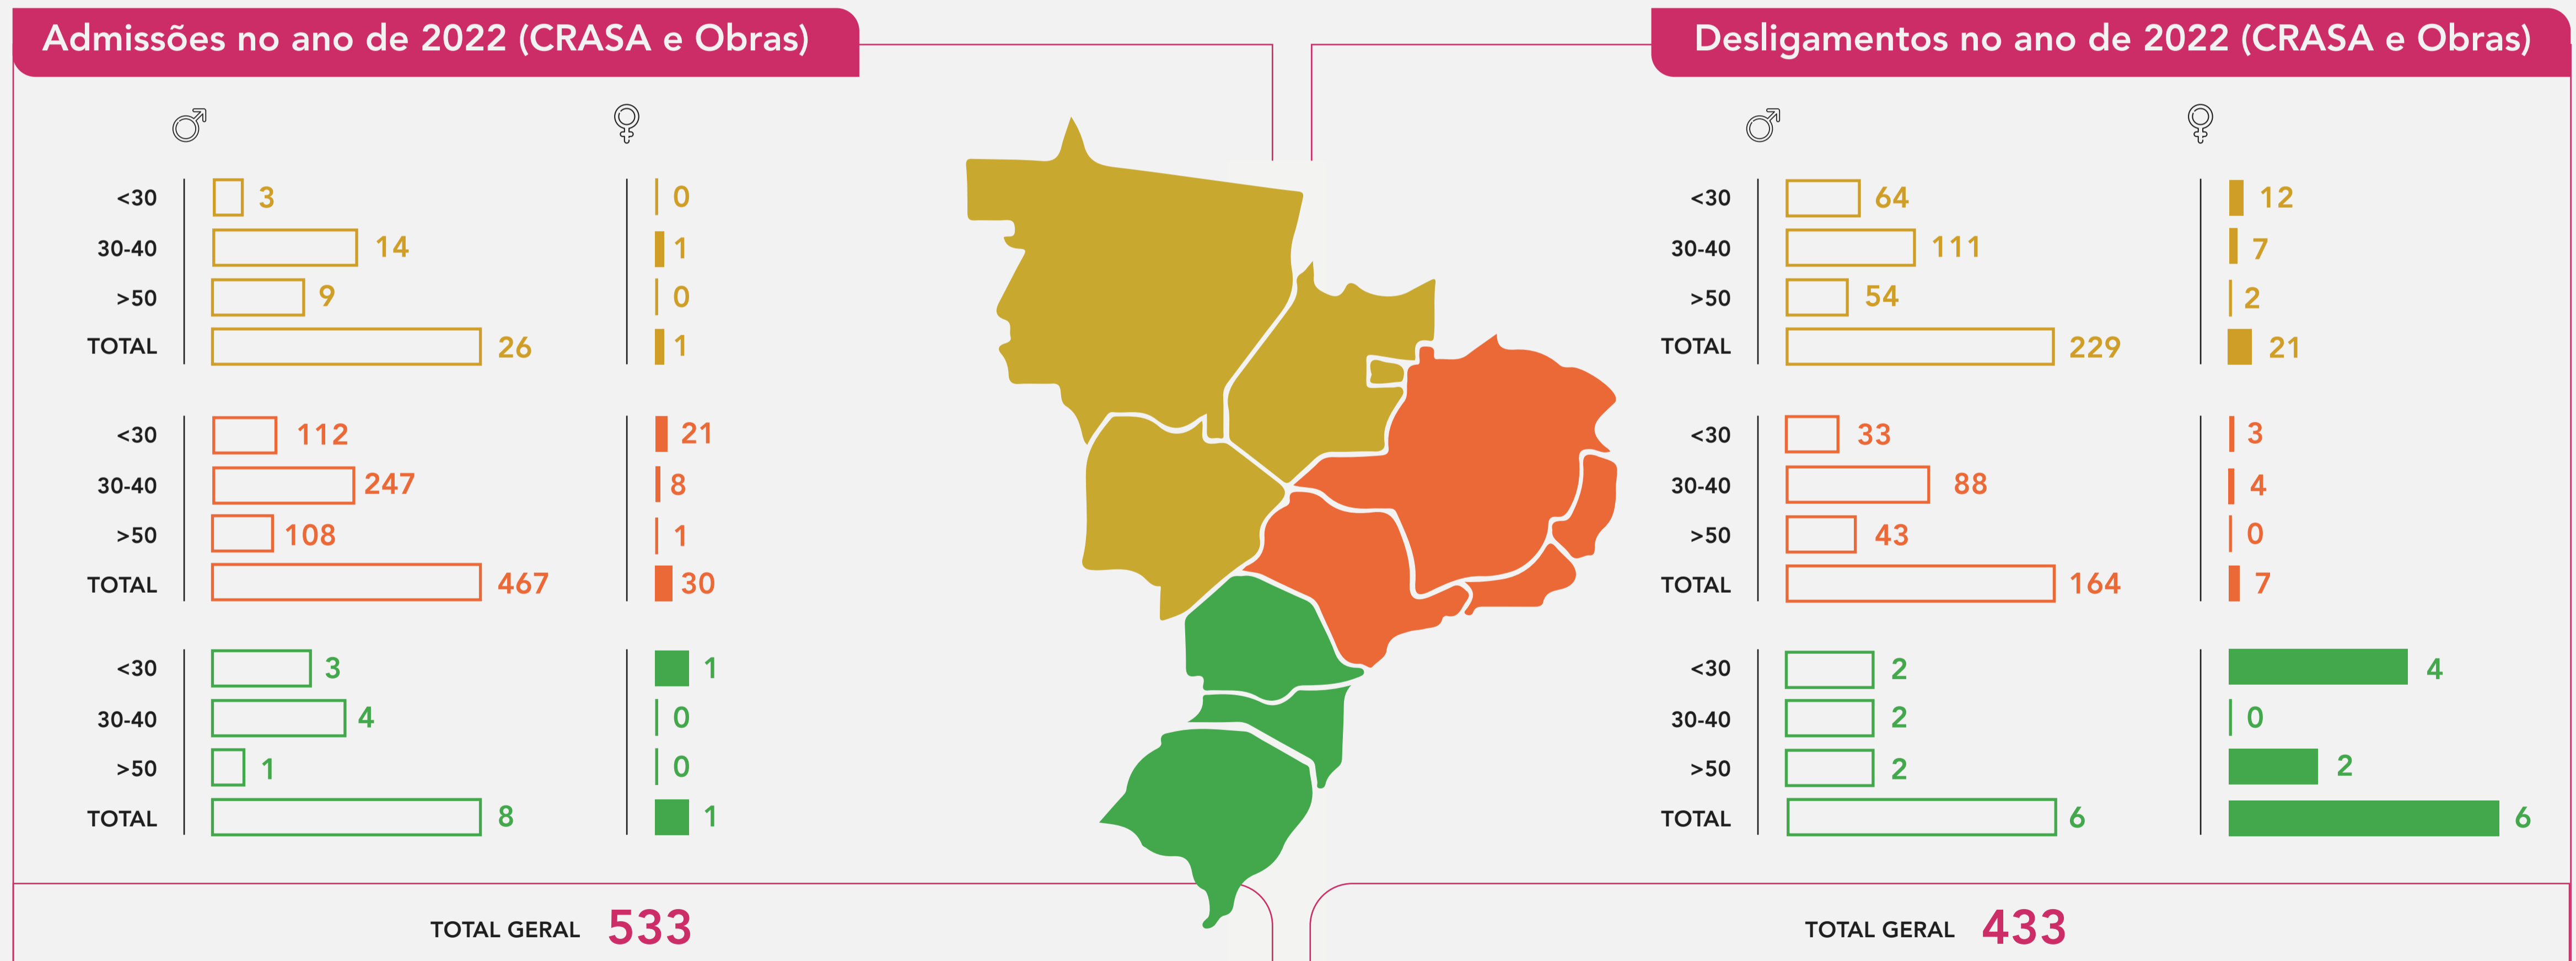 Admissões no ano de 2022 (CRASA e Obras)
<30 3 0
30-40 14 1
>50 9 0
TOTAL 26 1
<30 112 21
30-40 247 8
>50 108 1
TOTAL 467 30
<30 3 1
30-40 4 0
>50 1 0
TOTAL 8 1
TOTAL GERAL 533
Desligamentos no ano de 2022 (CRASA e Obras)
<30 64 12
30-40 111 7
>50 54 2
TOTAL 229 21
<30 33 3
30-40 88 4
>50 43 0
TOTAL 164 7
<30 2 4
30-40 2 0
>50 2 2
TOTAL 6 6
TOTAL GERAL 433